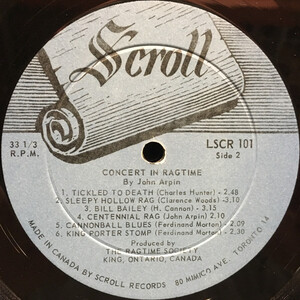 Scroll
33 1/3
R.P.M.
LSCR 101
Side 2
CONCERT IN RAGTIME
By John Arpin
1. TICKLED TO DEATH (Charles Hunter) - 2.48
2. SLEEPY HOLLOW RAG (Clarence Woods) - 3.10
3. BILL BAILEY (H. Cannon) - 3.15
4. CENTENNIAL RAG (John Arpin) 2.10
5. CANNONBALL BLUES (Ferdinand Morton) - 2.10
6. KING PORTER STOMP (Ferdinand Morton) - 2.30
Produced by
THE RAGTIME SOCIETY
KING, ONTARIO, CANADA
MADE IN CANADA BY SCROLL RECORDS 80 MIMICO AVE. TORONTO 14